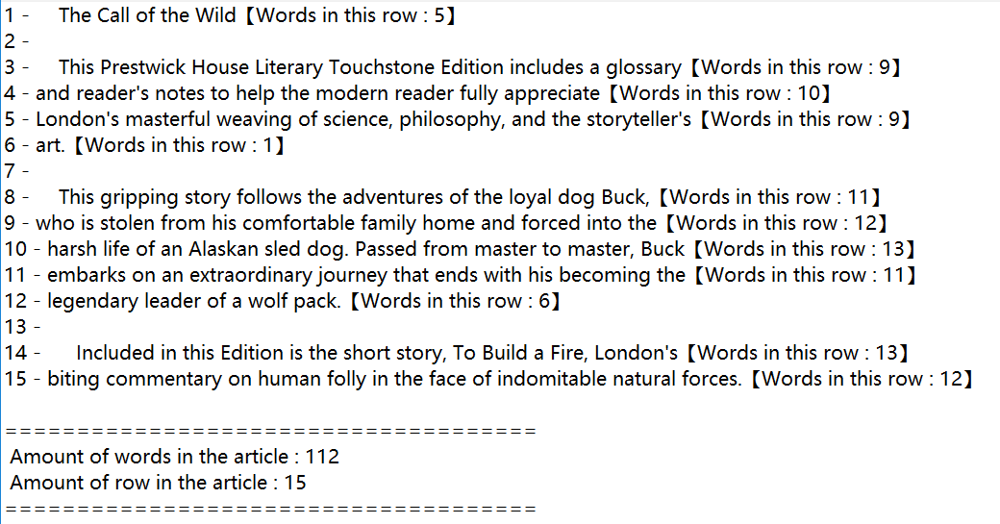 1 - The Call of the Wild【Words in this row : 5】
2 -
3 - This Prestwick House Literary Touchstone Edition includes a glossary【Words in this row : 9】
4 - and reader's notes to help the modern reader fully appreciate【Words in this row : 10】
5 - London's masterful weaving of science, philosophy, and the storyteller's【Words in this row : 9】
6 - art.【Words in this row : 1】
7 -
8 - This gripping story follows the adventures of the loyal dog Buck,【Words in this row : 11】
9 - who is stolen from his comfortable family home and forced into the【Words in this row : 12】
10 - harsh life of an Alaskan sled dog. Passed from master to master, Buck【Words in this row : 13】
11 - embarks on an extraordinary journey that ends with his becoming the【Words in this row : 11】
12 - legendary leader of a wolf pack.【Words in this row : 6】
13 -
14 - Included in this Edition is the short story, To Build a Fire, London's【Words in this row : 13】
15 - biting commentary on human folly in the face of indomitable natural forces.【Words in this row : 12】
=====================================
Amount of words in the article : 112
Amount of row in the article : 15
=====================================